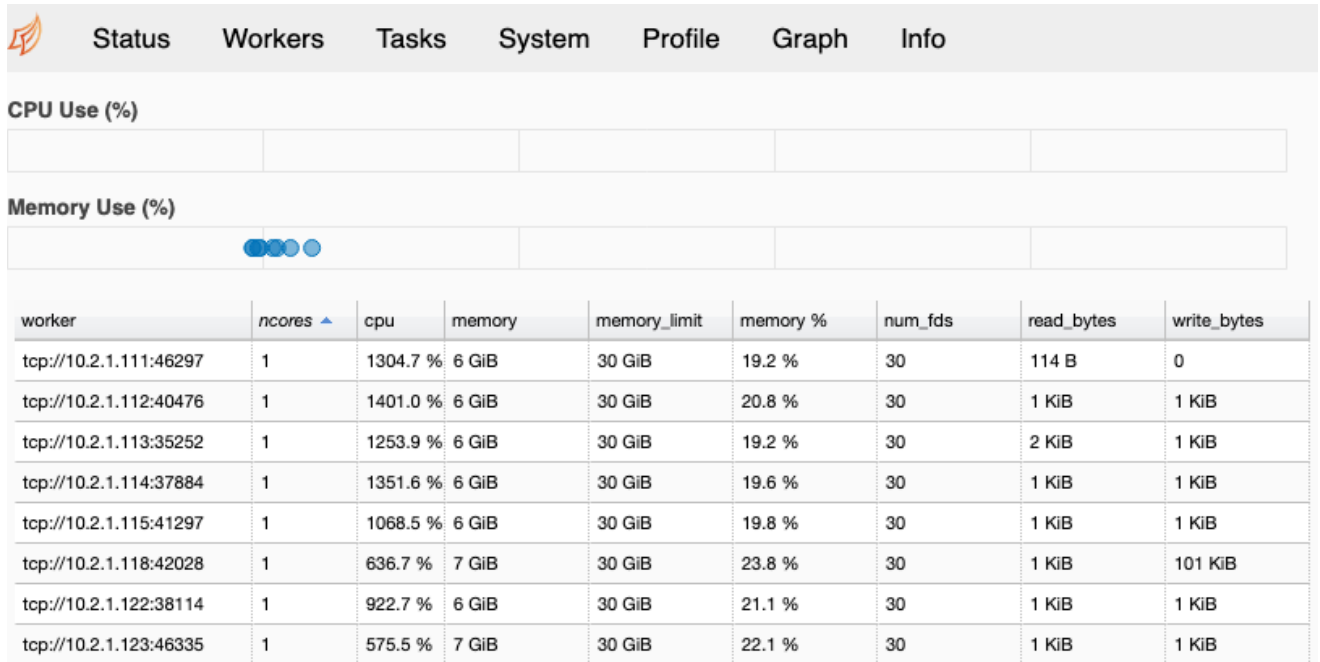 Status Workers Tasks System Profile Graph Info
CPU Use (%)
Memory Use (%)
worker ncores cpu memory memory_limit memory % num_fds read_bytes write_bytes
tcp://10.2.1.111:46297 1 1304.7 % 6 GiB 30 GiB 19.2 % 30 114 B 0
tcp://10.2.1.112:40476 1 1401.0 % 6 GiB 30 GiB 20.8 % 30 1 KiB 1 KiB
tcp://10.2.1.113:35252 1 1253.9 % 6 GiB 30 GiB 19.2 % 30 2 KiB 1 KiB
tcp://10.2.1.114:37884 1 1351.6 % 6 GiB 30 GiB 19.6 % 30 1 KiB 1 KiB
tcp://10.2.1.115:41297 1 1068.5 % 6 GiB 30 GiB 19.8 % 30 1 KiB 1 KiB
tcp://10.2.1.118:42028 1 636.7 % 7 GiB 30 GiB 23.8 % 30 1 KiB 101 KiB
tcp://10.2.1.122:38114 1 922.7 % 6 GiB 30 GiB 21.1 % 30 1 KiB 1 KiB
tcp://10.2.1.123:46335 1 575.5 % 7 GiB 30 GiB 22.1 % 30 1 KiB 1 KiB